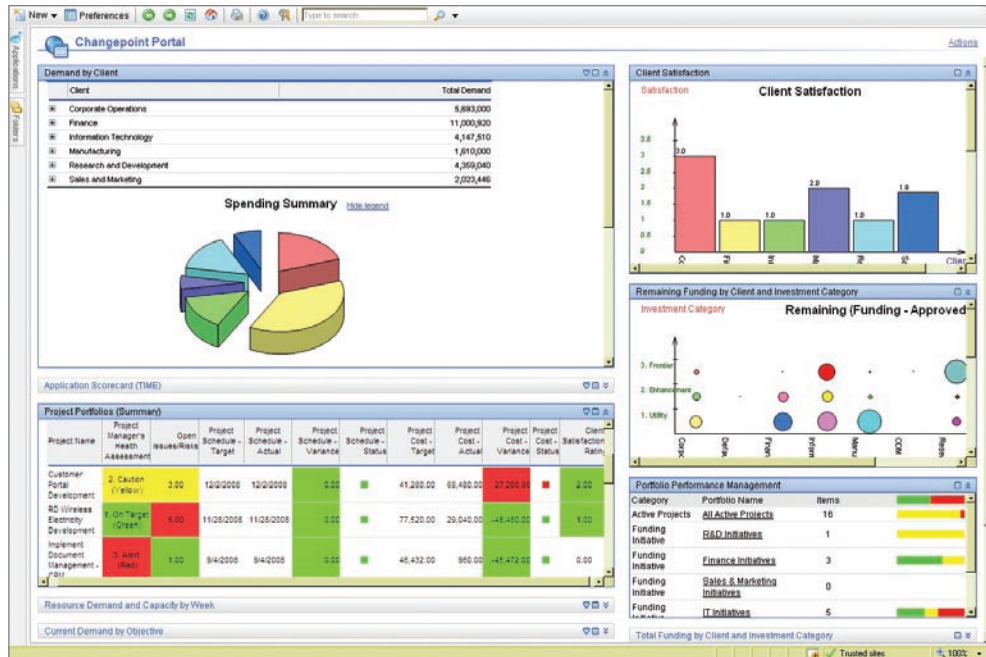 New Preferences Type to search
Applications
Folders
Changepoint Portal
Actions
Demand by Client
Client Total Demand
Corporate Operations 5,693,000
Finance 11,000,920
Information Technology 4,147,510
Manufacturing 1,610,000
Research and Development 4,359,040
Sales and Marketing 2,023,446
Spending Summary Hide legend
Application Scorecard (TIME)
Project Portfolios (Summary)
Project Name
Project Manager's Health Assessment
Open Issues/Risks
Project Schedule - Target
Project Schedule - Actual
Project Schedule - Variance
Project Schedule - Status
Project Cost - Target
Project Cost - Actual
Project Cost - Variance
Project Cost - Status
Client Satisfaction Rating
Customer Portal Development
2. Caution (Yellow)
3.00 12/2/2008 12/2/2008 0.00 41,280.00 68,480.00 27,200.00 2.00
RD Wireless Electricity Development
1. On Target (Green)
5.00 11/28/2008 11/28/2008 0.00 77,520.00 29,040.00 -48,480.00 1.00
Implement Document Management - CRM
3. Alert (Red)
1.00 9/4/2008 9/4/2008 0.00 46,432.00 960.00 -45,472.00 0.00
Resource Demand and Capacity by Week
Current Demand by Objective
Client Satisfaction
Satisfaction Client Satisfaction
3.5
3 3.0
2.5
2 2.0
1.9
1 1.0 1.0 1.0
0.5
0
Client
Remaining Funding by Client and Investment Category
Investment Category Remaining (Funding - Approved
3. Frontier
2. Enhancement
1. Utility
Corpo Finan Inform Manu COM Resea
Portfolio Performance Management
Category Portfolio Name Items
Active Projects All Active Projects 16
Funding Initiative R&D Initiatives 1
Funding Initiative Finance Initiatives 3
Funding Initiative Sales & Marketing Initiatives 0
Funding IT Initiatives 5
Total Funding by Client and Investment Category
Trusted sites 100%